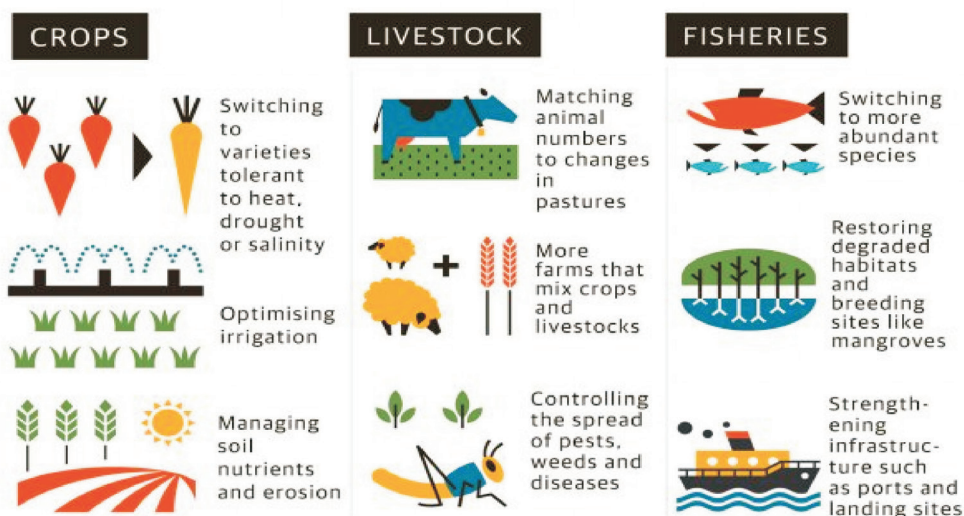 CROPS
Switching
to
varieties
tolerant
to heat,
drought
or salinity
Optimising
irrigation
Managing
soil
nutrients
and erosion
LIVESTOCK
Matching
animal
numbers
to changes
in
pastures
More
farms that
mix crops
and
livestocks
Controlling
the spread
of pests,
weeds and
diseases
FISHERIES
Switching
to more
abundant
species
Restoring
degraded
habitats
and
breeding
sites like
mangroves
Strength-
ening
infrastruc-
ture such
as ports and
landing sites